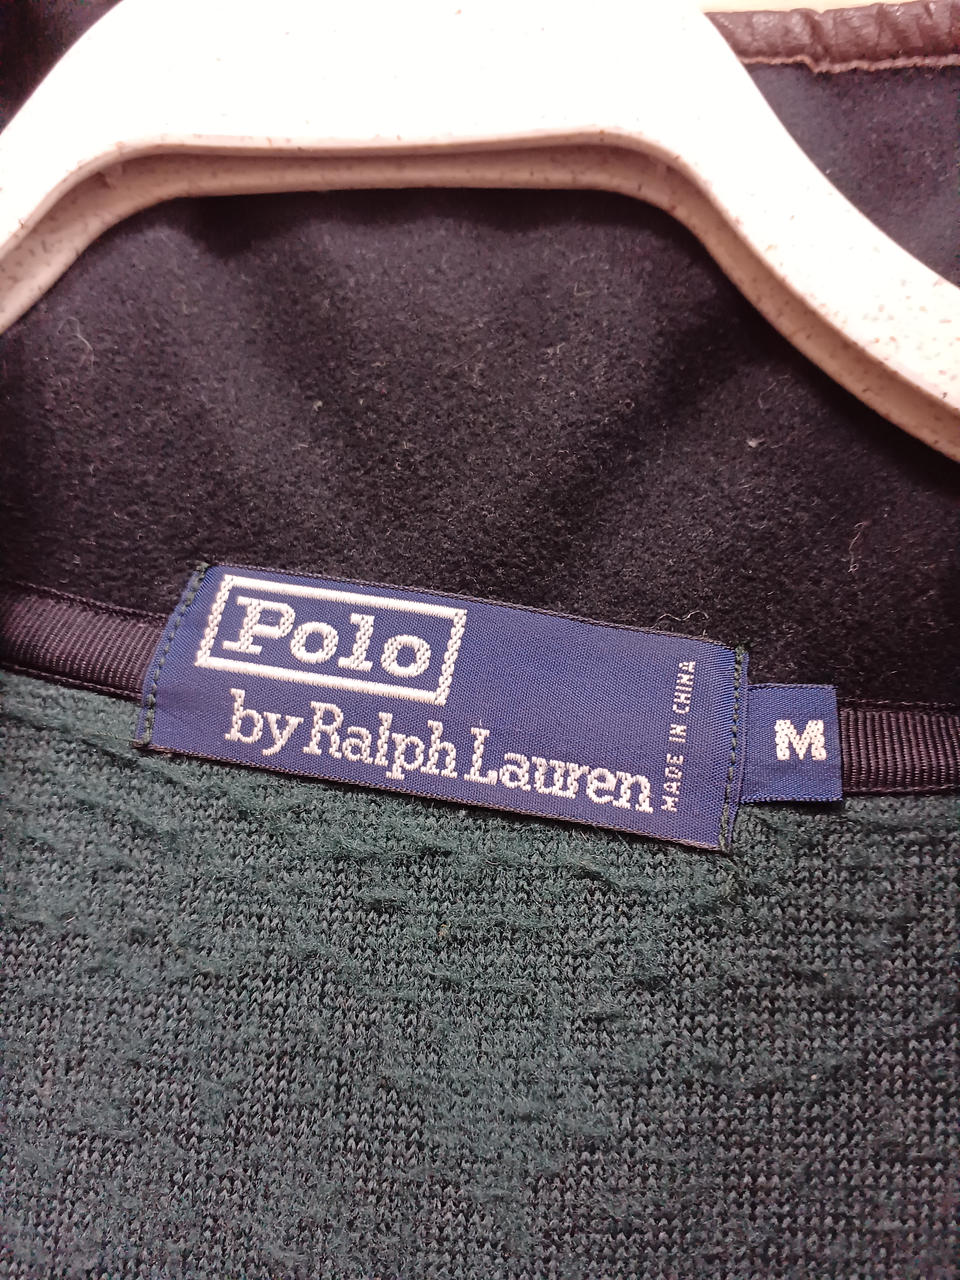 Polo
by Ralph Lauren
MADE IN CHINA
M